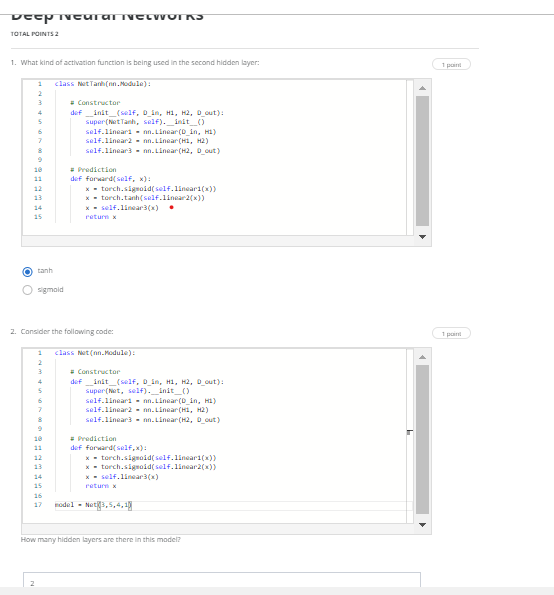 Deep Neural Networks
TOTAL POINTS 2
1. What kind of activation function is being used in the second hidden layer:
1 point
1 class NetTanh(nn.Module):
2
3 # Constructor
4 def __init__(self, D_in, H1, H2, D_out):
5 super(NetTanh, self).__init__()
6 self.linear1 = nn.Linear(D_in, H1)
7 self.linear2 = nn.Linear(H1, H2)
8 self.linear3 = nn.Linear(H2, D_out)
9
10 # Prediction
11 def forward(self, x):
12 x = torch.sigmoid(self.linear1(x))
13 x = torch.tanh(self.linear2(x))
14 x = self.linear3(x)
15 return x
tanh
sigmoid
2. Consider the following code:
1 point
1 class Net(nn.Module):
2
3 # Constructor
4 def __init__(self, D_in, H1, H2, D_out):
5 super(Net, self).__init__()
6 self.linear1 = nn.Linear(D_in, H1)
7 self.linear2 = nn.Linear(H1, H2)
8 self.linear3 = nn.Linear(H2, D_out)
9
10 # Prediction
11 def forward(self,x):
12 x = torch.sigmoid(self.linear1(x))
13 x = torch.sigmoid(self.linear2(x))
14 x = self.linear3(x)
15 return x
16
17 model = Net(3,5,4,1)
How many hidden layers are there in this model?
2